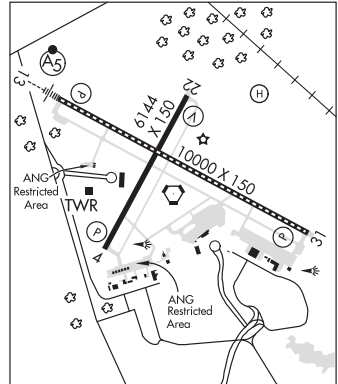 A5
13
P
6144
X 150
22
V
H
10000 X 150
ANG
Restricted
Area
TWR
P
4
P
31
ANG
Restricted
Area